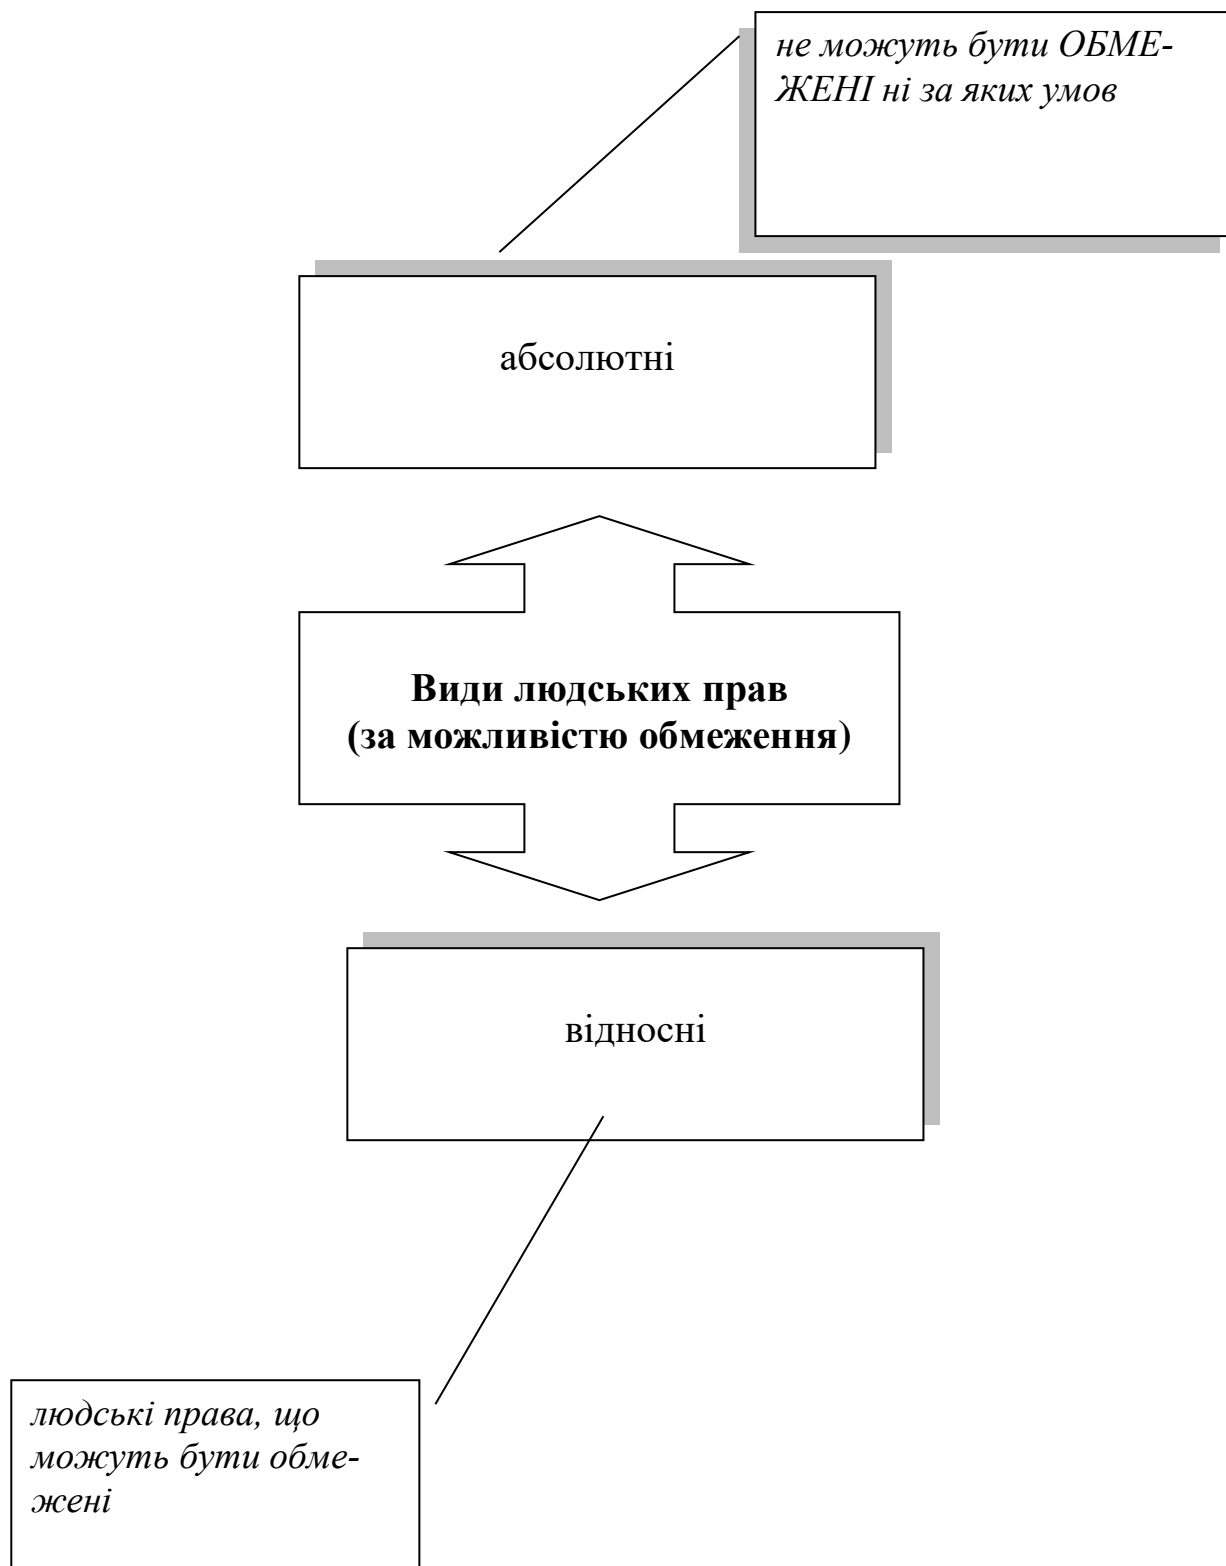 не можуть бути ОБМЕ-
ЖЕНІ ні за яких умов
абсолютні
Види людських прав
(за можливістю обмеження)
відносні
людські права, що
можуть бути обме-
жені